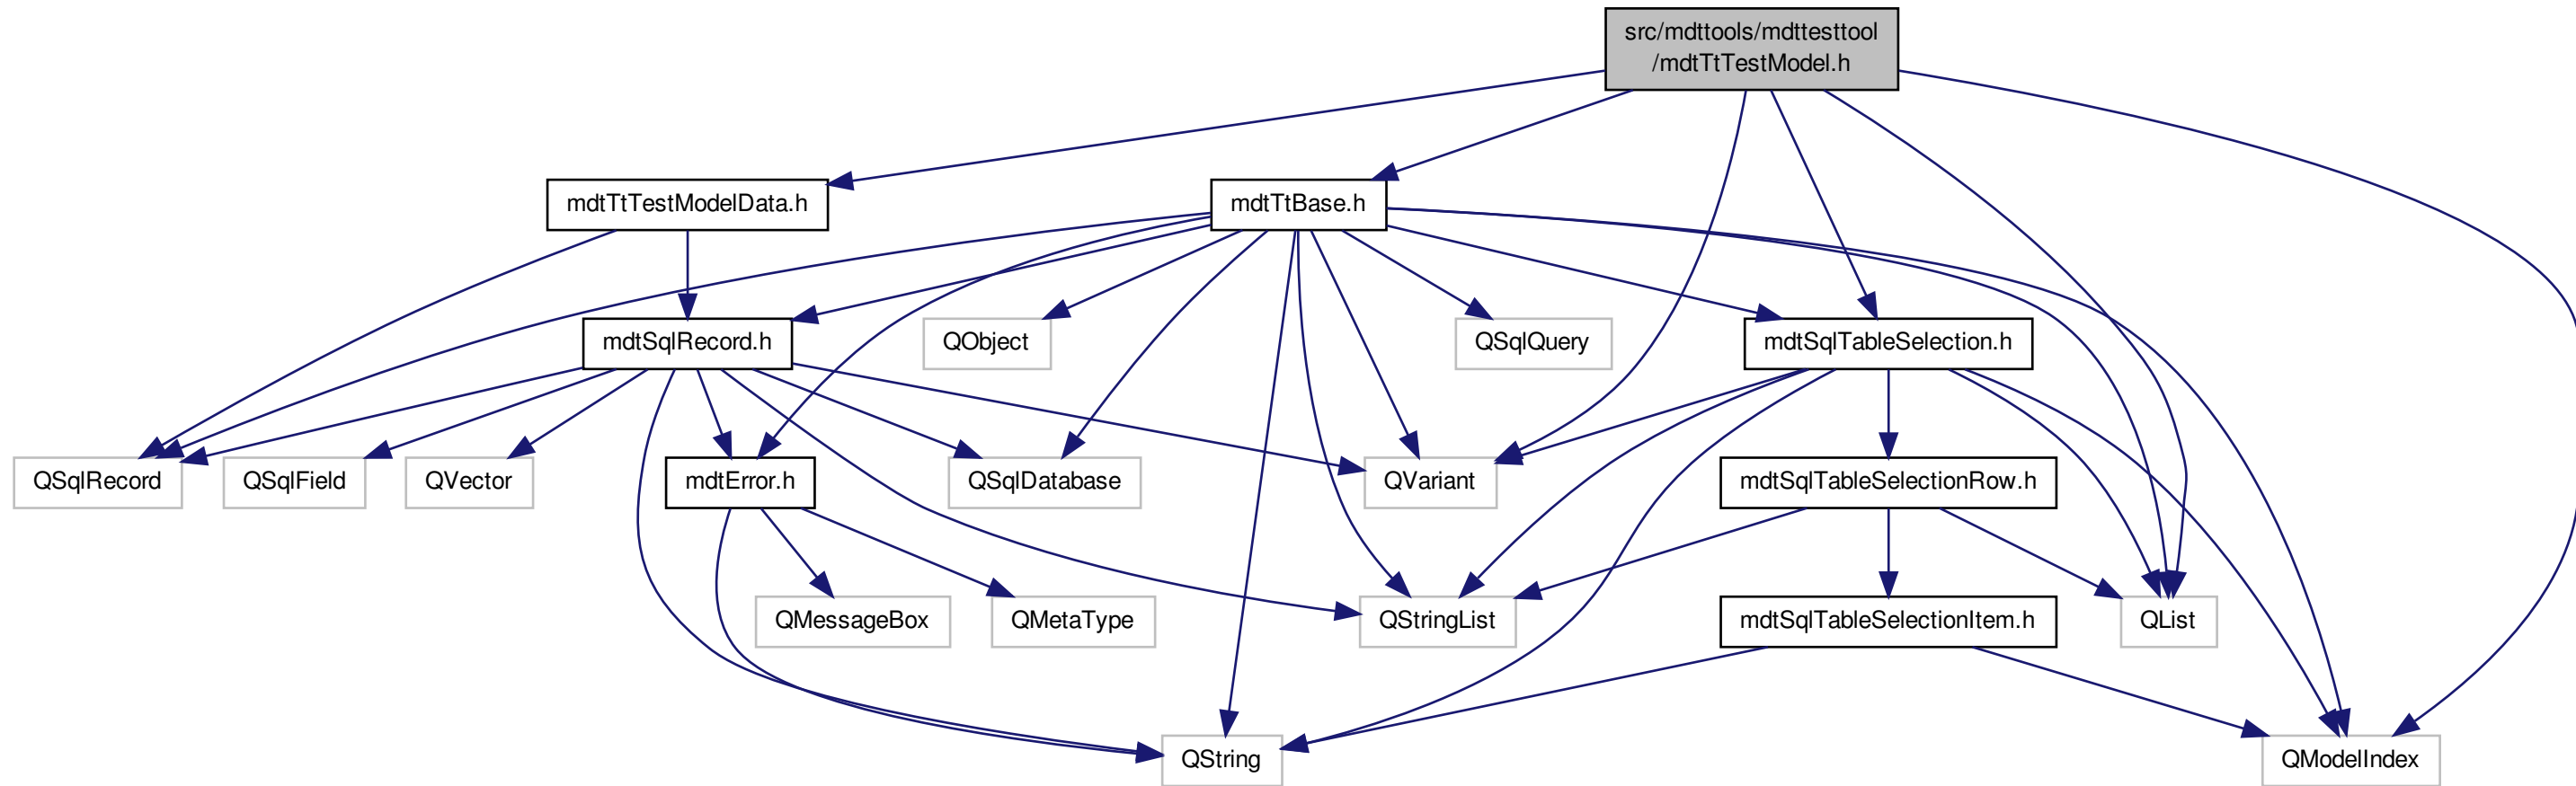 src/mdttools/mdttesttool
/mdtTtTestModel.h
mdtTtTestModelData.h
mdtTtBase.h
mdtSqlRecord.h
QObject
QSqlQuery
mdtSqlTableSelection.h
QSqlRecord
QSqlField
QVector
mdtError.h
QSqlDatabase
QVariant
mdtSqlTableSelectionRow.h
QMessageBox
QMetaType
QStringList
mdtSqlTableSelectionItem.h
QList
QString
QModelIndex